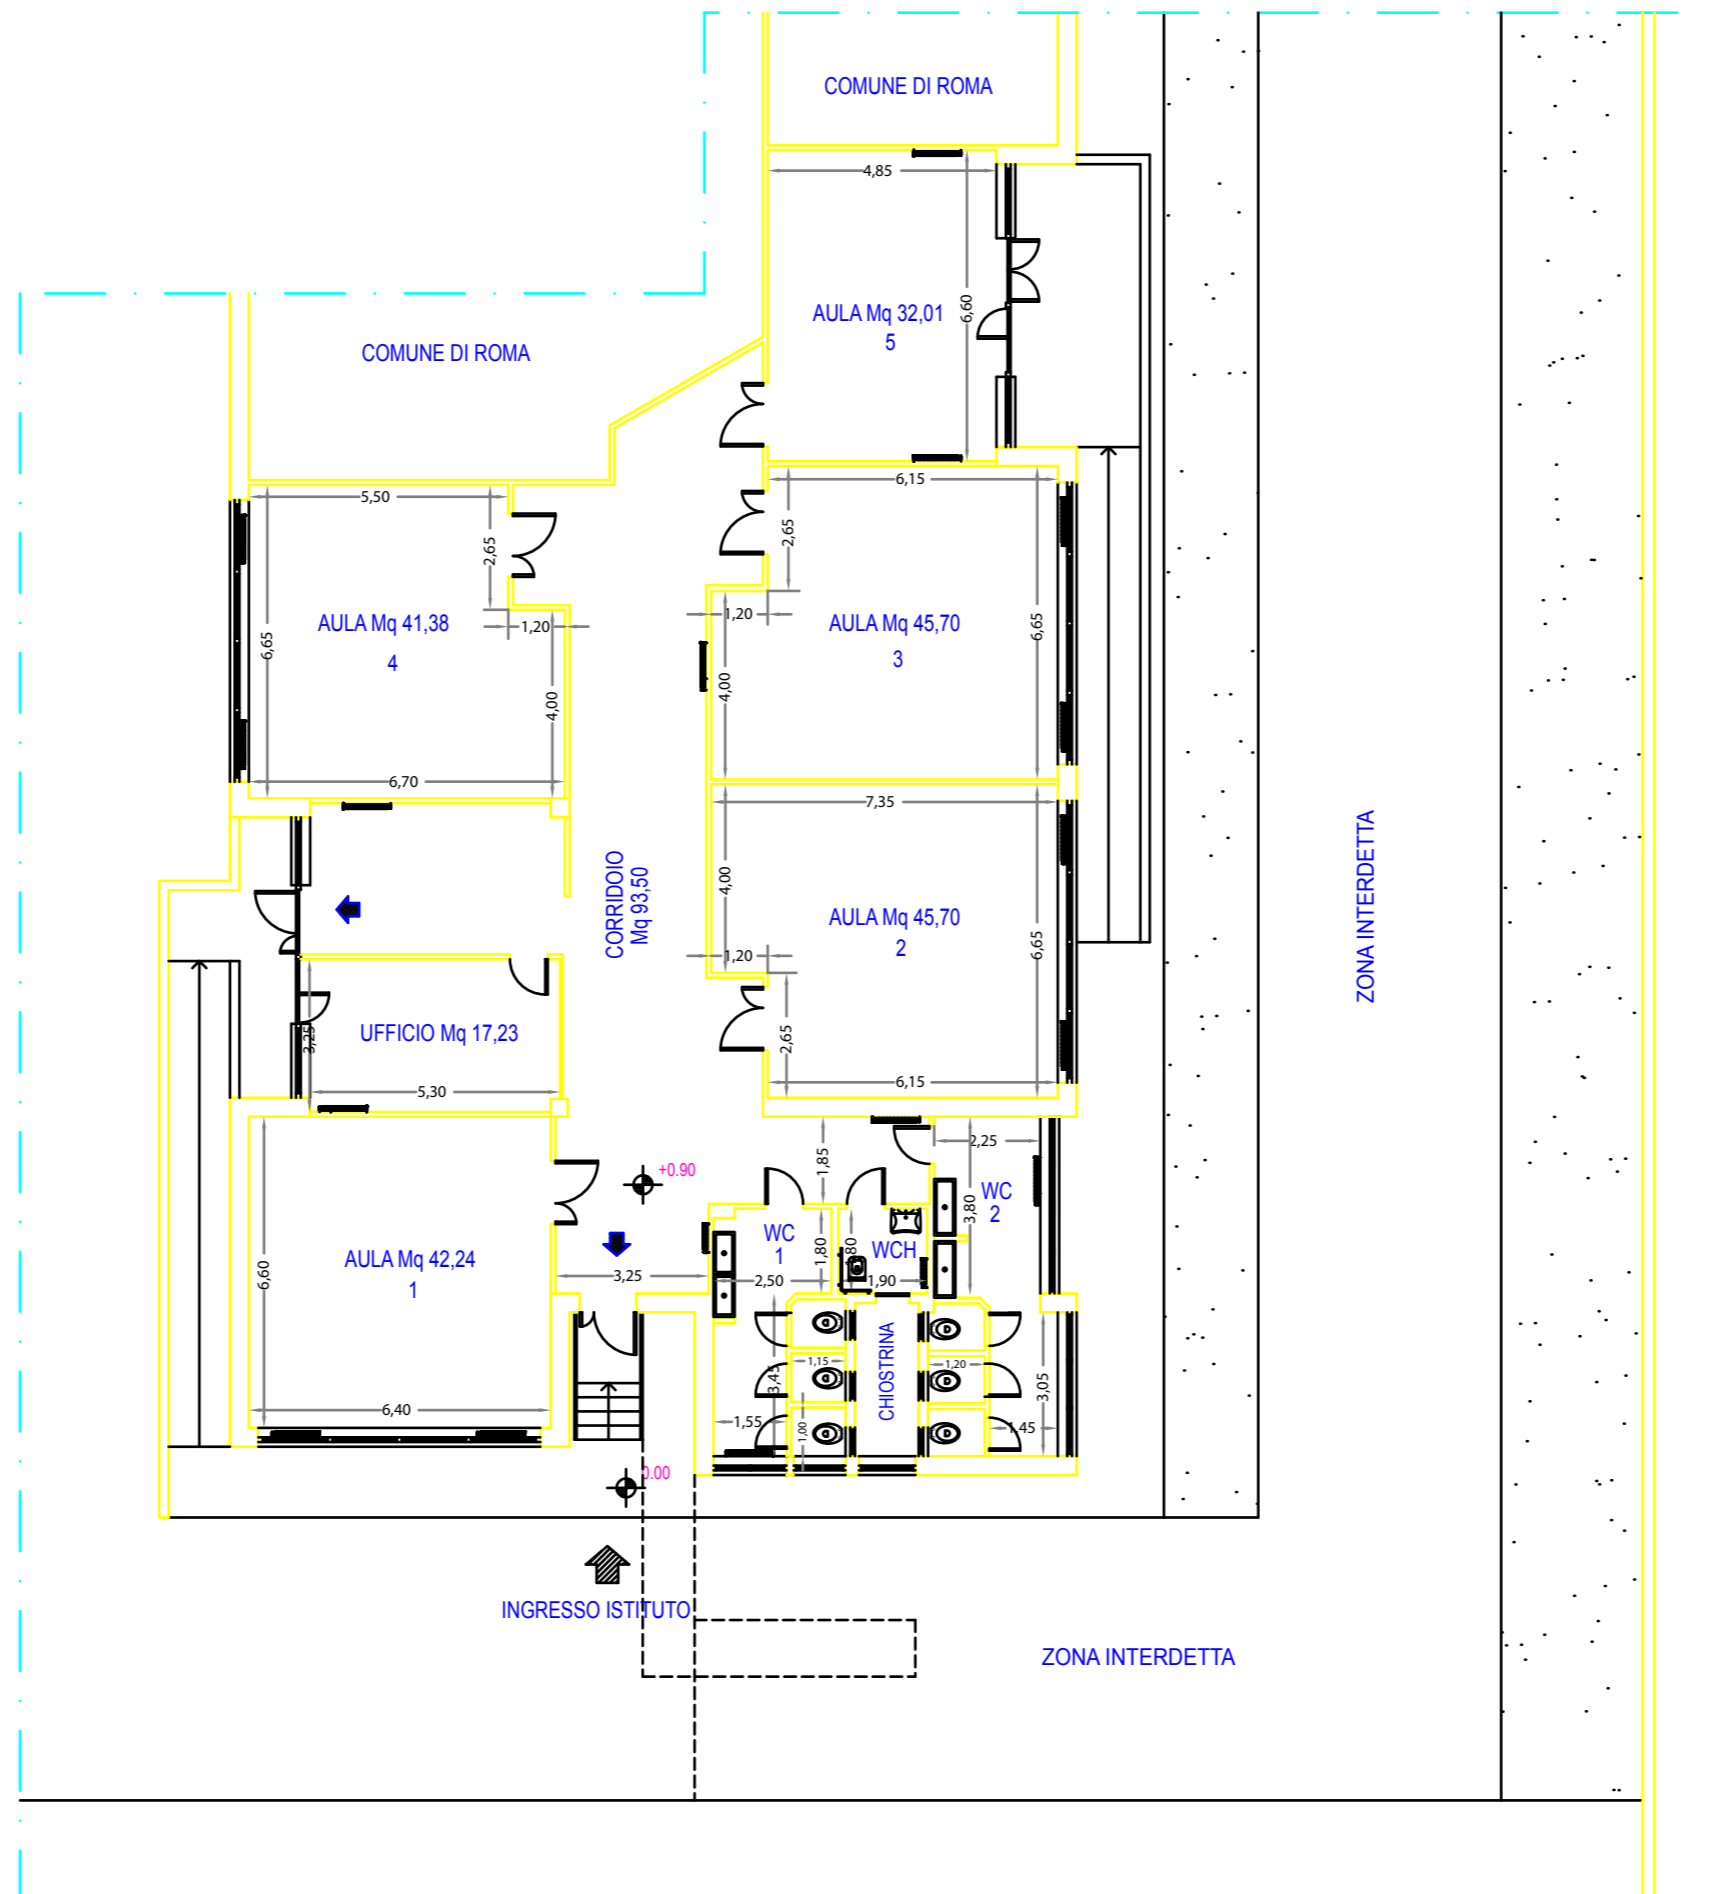 COMUNE DI ROMA
4,85
AULA Mq 32,01
5
6,60
COMUNE DI ROMA
5,50
2,65
AULA Mq 41,38
4
6,65
1,20
4,00
6,70
6,15
2,65
1,20
AULA Mq 45,70
3
6,65
4,00
7,35
4,00
AULA Mq 45,70
2
6,65
1,20
2,65
6,15
CORRIDOIO
Mq 93,50
ZONA INTERDETTA
UFFICIO Mq 17,23
3,25
5,30
6,60
AULA Mq 42,24
1
6,40
+0.90
3,25
1,85
2,25
WC
1
1,80
2,50
1,80
WCH
1,90
3,80
WC
2
CHIOSTRINA
1,15
3,45
1,55
1,00
1,20
3,05
1,45
0.00
INGRESSO ISTITUTO
ZONA INTERDETTA